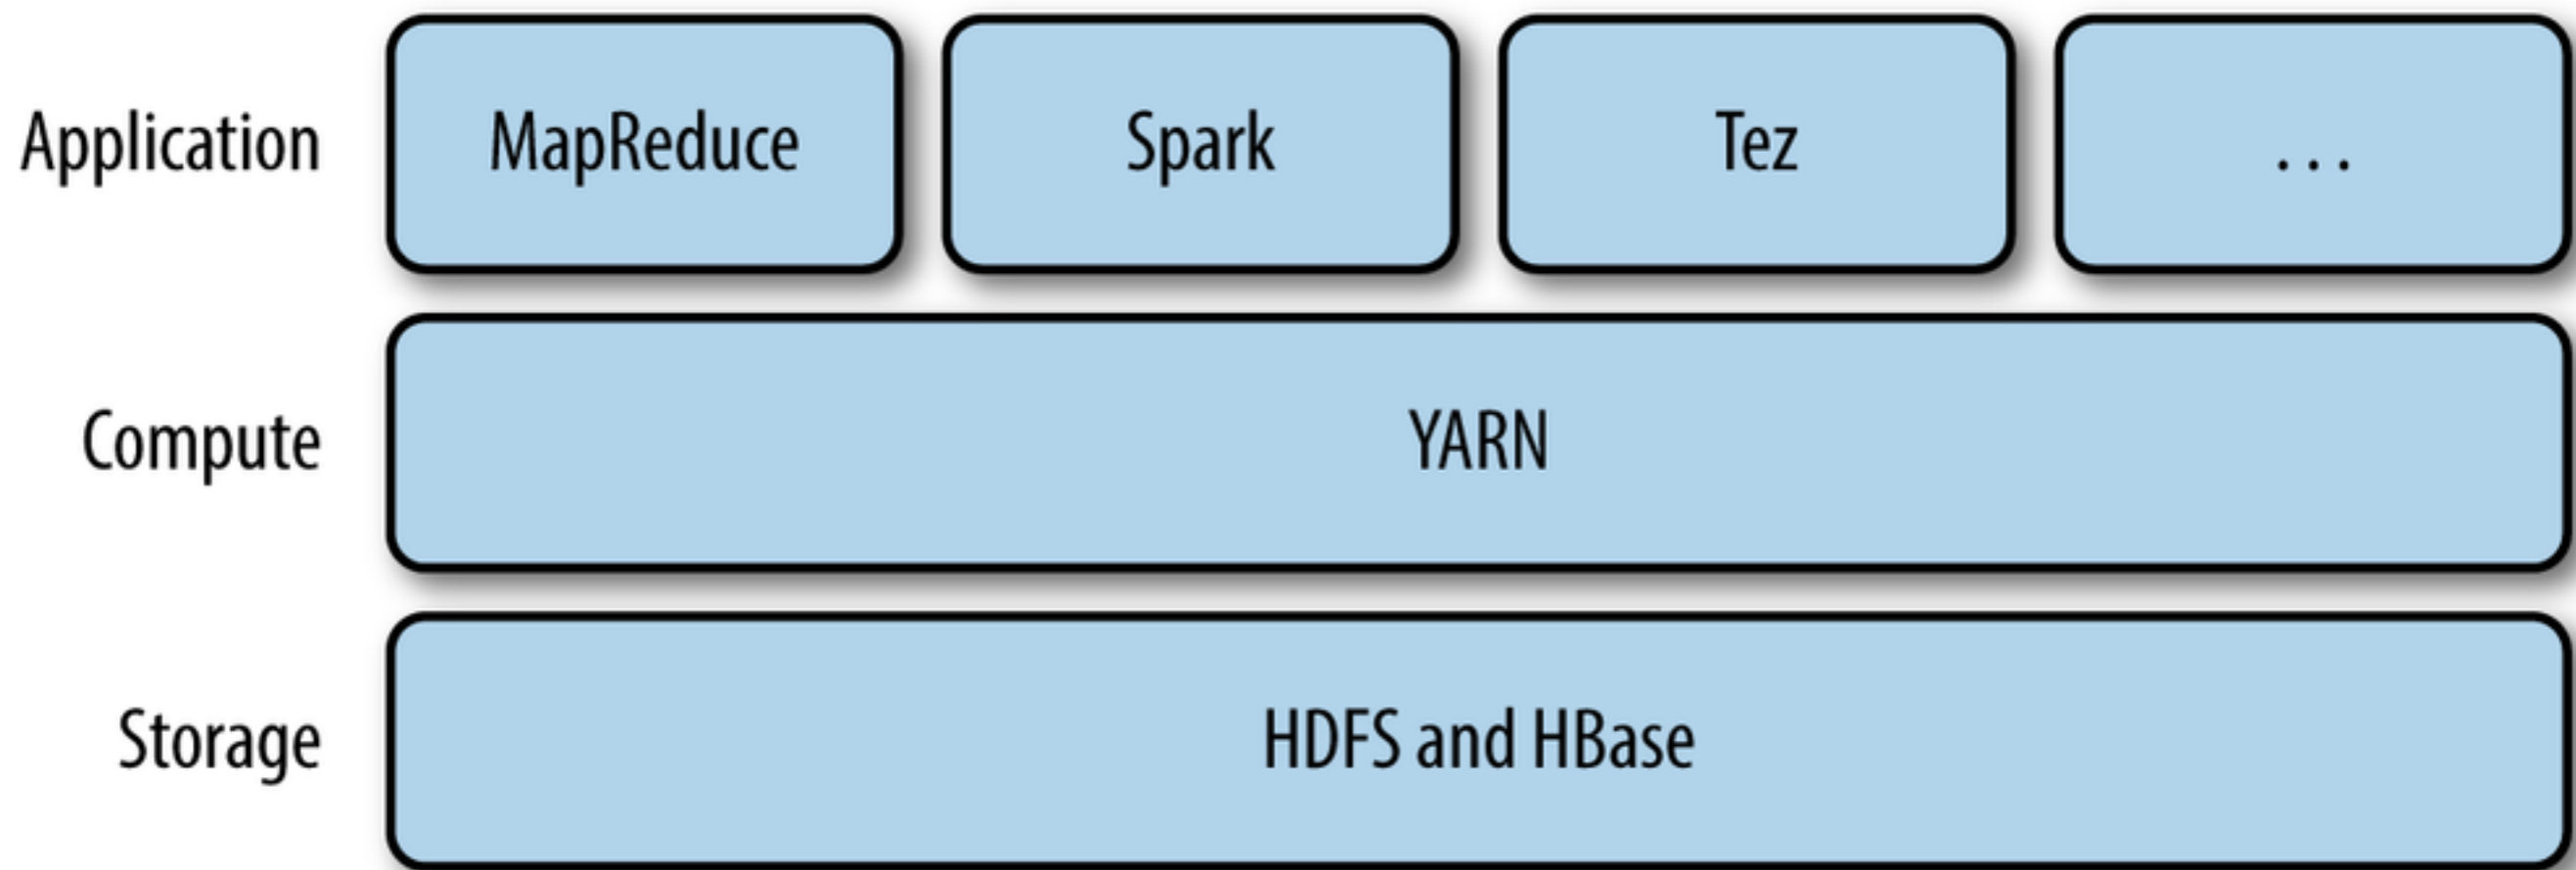 Application MapReduce Spark Tez ...
Compute YARN
Storage HDFS and HBase